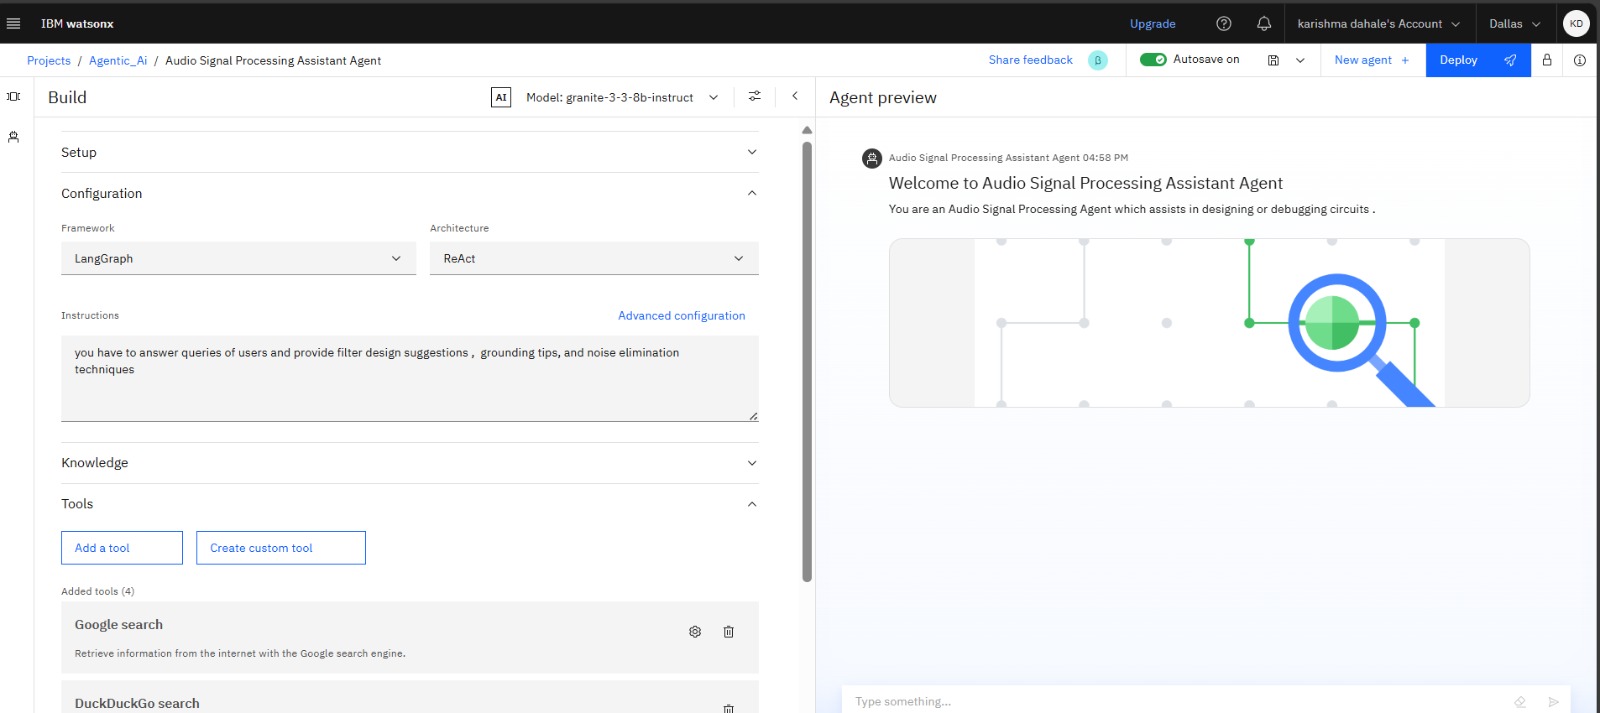 IBM watsonx
Upgrade
karishma dahale's Account
Dallas
KD
Projects / Agentic_Ai / Audio Signal Processing Assistant Agent
Share feedback
β
Autosave on
New agent +
Deploy
Build
AI
Model: granite-3-3-8b-instruct
Agent preview
Setup
Configuration
Framework
Architecture
LangGraph
ReAct
Instructions
Advanced configuration
you have to answer queries of users and provide filter design suggestions ,  grounding tips, and noise elimination
techniques
Knowledge
Tools
Add a tool
Create custom tool
Added tools (4)
Google search
Retrieve information from the internet with the Google search engine.
DuckDuckGo search
Audio Signal Processing Assistant Agent 04:58 PM
Welcome to Audio Signal Processing Assistant Agent
You are an Audio Signal Processing Agent which assists in designing or debugging circuits .
Type something...